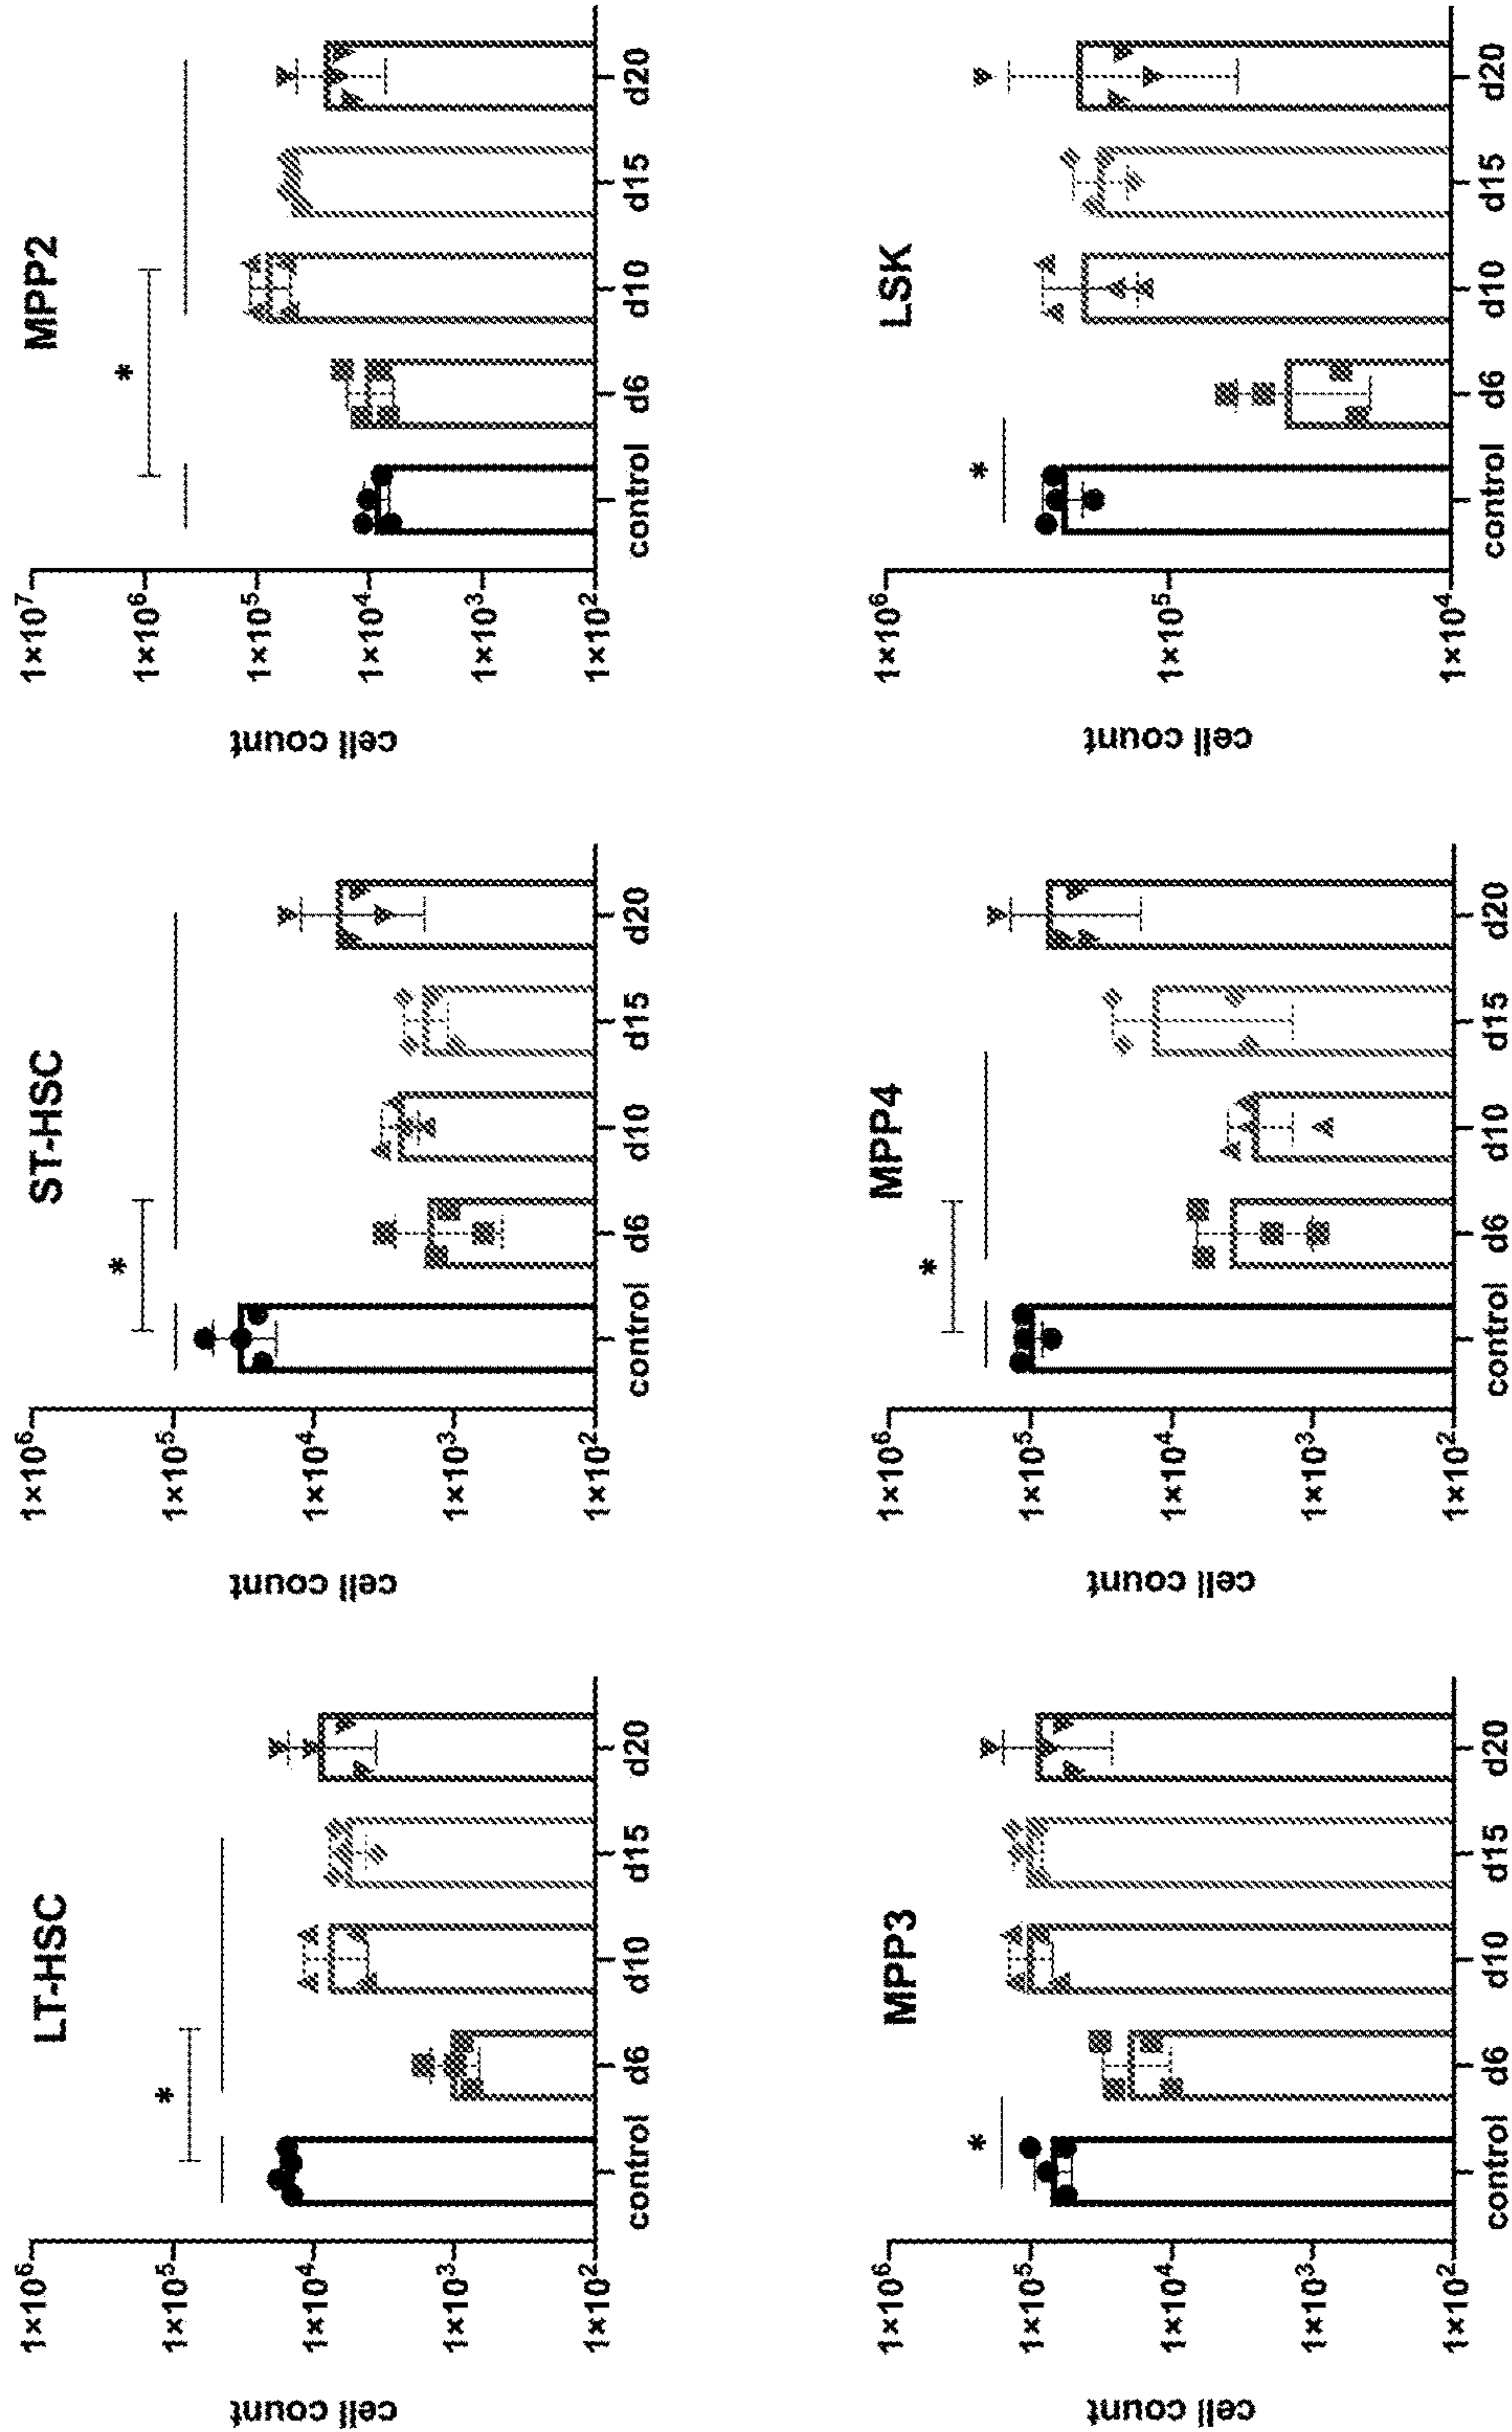 LT-HSC
*
cell count
1×10⁶
1×10⁵
1×10⁴
1×10³
1×10²
control d6 d10 d15 d20
ST-HSC
*
cell count
1×10⁶
1×10⁵
1×10⁴
1×10³
1×10²
control d6 d10 d15 d20
MPP2
*
cell count
1×10⁷
1×10⁶
1×10⁵
1×10⁴
1×10³
1×10²
control d6 d10 d15 d20
MPP3
*
cell count
1×10⁶
1×10⁵
1×10⁴
1×10³
1×10²
control d6 d10 d15 d20
MPP4
*
cell count
1×10⁶
1×10⁵
1×10⁴
1×10³
1×10²
control d6 d10 d15 d20
LSK
*
cell count
1×10⁶
1×10⁵
1×10⁴
control d6 d10 d15 d20